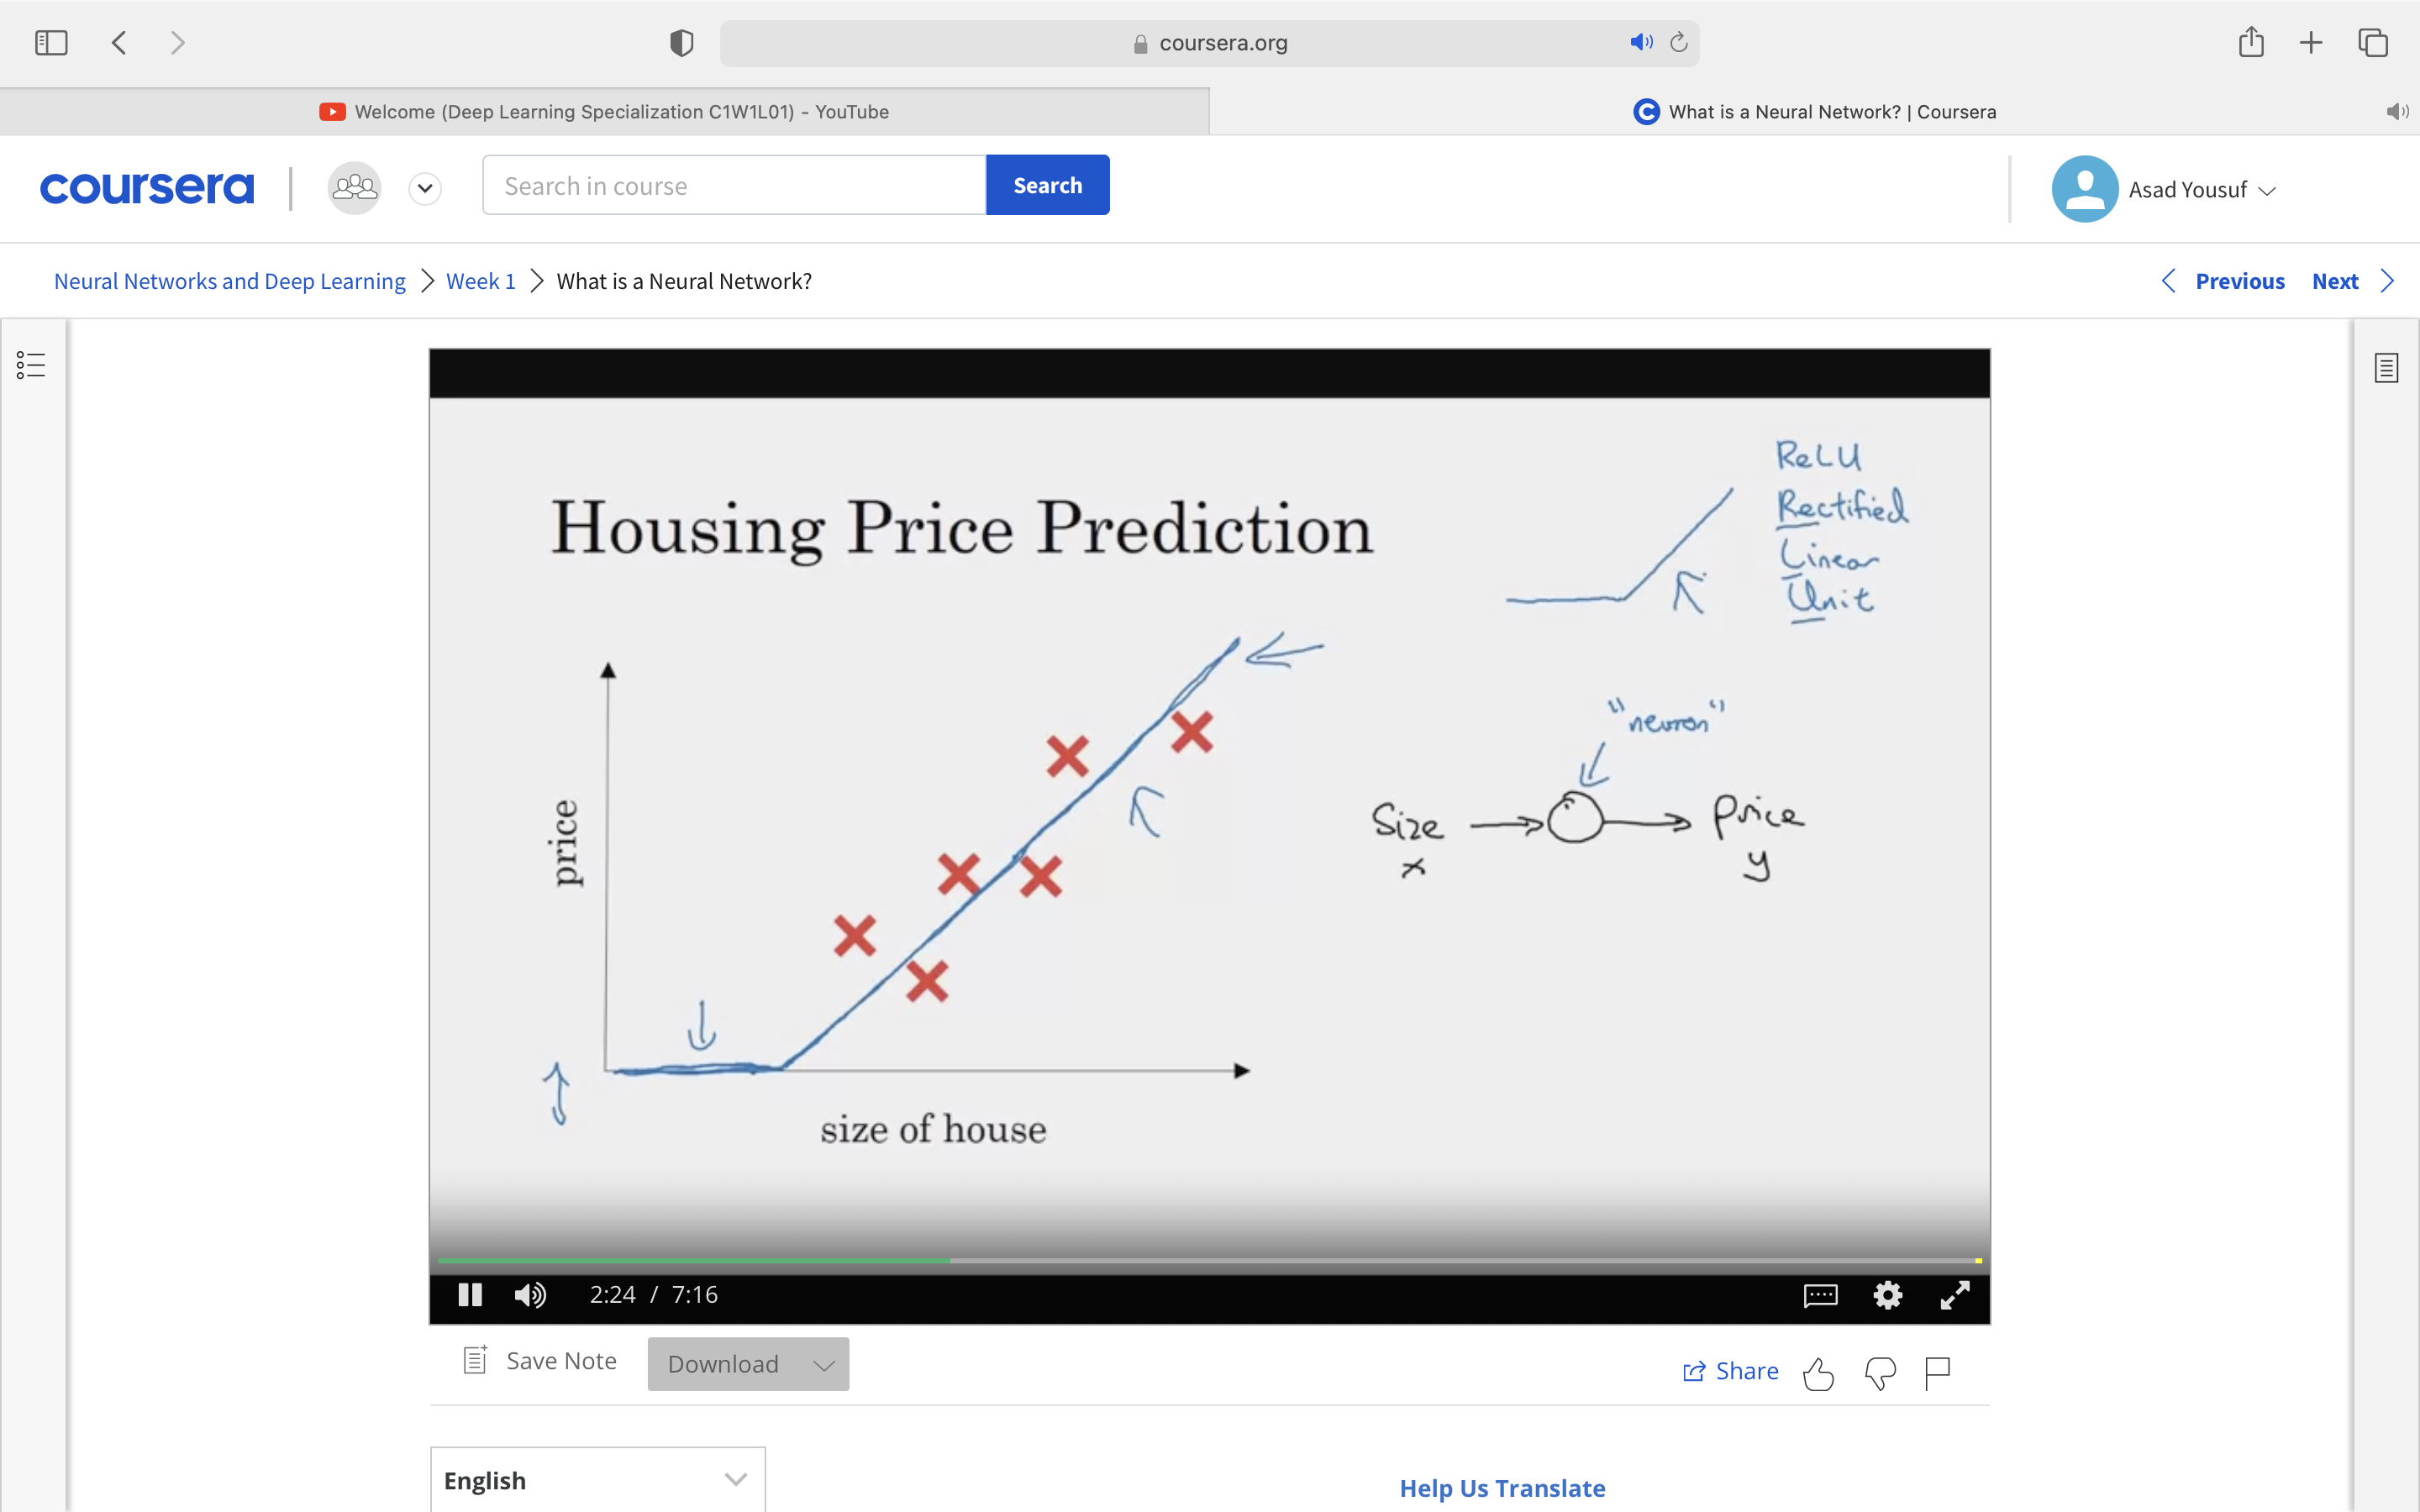 coursera.org
Welcome (Deep Learning Specialization C1W1L01) - YouTube
What is a Neural Network? | Coursera
coursera
Search in course
Search
Asad Yousuf
Neural Networks and Deep Learning
Week 1
What is a Neural Network?
Previous
Next
Housing Price Prediction
ReLU
Rectified
Linear
Unit
"neuron"
price
Size
x
Price
y
size of house
2:24 / 7:16
Save Note
Download
Share
English
Help Us Translate